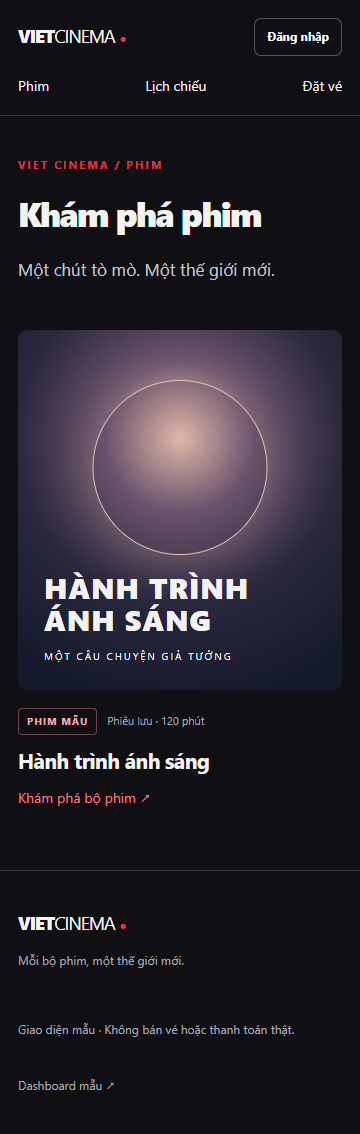 VIETCINEMA
Đăng nhập
Phim Lịch chiếu Đặt vé
VIET CINEMA / PHIM
Khám phá phim
Một chút tò mò. Một thế giới mới.
HÀNH TRÌNH
ÁNH SÁNG
MỘT CÂU CHUYỆN GIẢ TƯỞNG
PHIM MẪU Phiêu lưu · 120 phút
Hành trình ánh sáng
Khám phá bộ phim ↗
VIETCINEMA
Mỗi bộ phim, một thế giới mới.
Giao diện mẫu · Không bán vé hoặc thanh toán thật.
Dashboard mẫu ↗